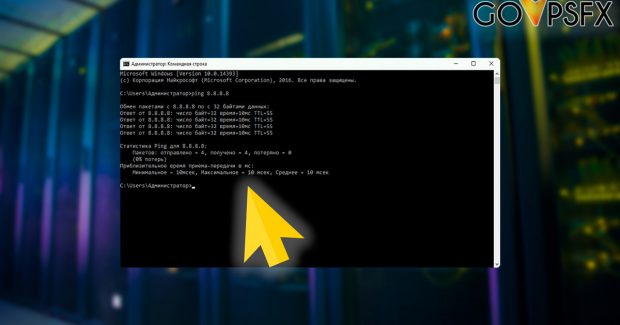 GOVPSFX
Администратор: Командная строка
Microsoft Windows [Version 10.0.14393]
(c) Корпорация Майкрософт (Microsoft Corporation), 2016. Все права защищены.
C:\Users\Администратор>ping 8.8.8.8
Обмен пакетами с 8.8.8.8 по с 32 байтами данных:
Ответ от 8.8.8.8: число байт=32 время=10мс TTL=55
Ответ от 8.8.8.8: число байт=32 время=10мс TTL=55
Ответ от 8.8.8.8: число байт=32 время=10мс TTL=55
Ответ от 8.8.8.8: число байт=32 время=10мс TTL=55
Статистика Ping для 8.8.8.8:
Пакетов: отправлено = 4, получено = 4, потеряно = 0
(0% потерь)
Приблизительное время приема-передачи в мс:
Минимальное = 10мсек, Максимальное = 10 мсек, Среднее = 10 мсек
C:\Users\Администратор>